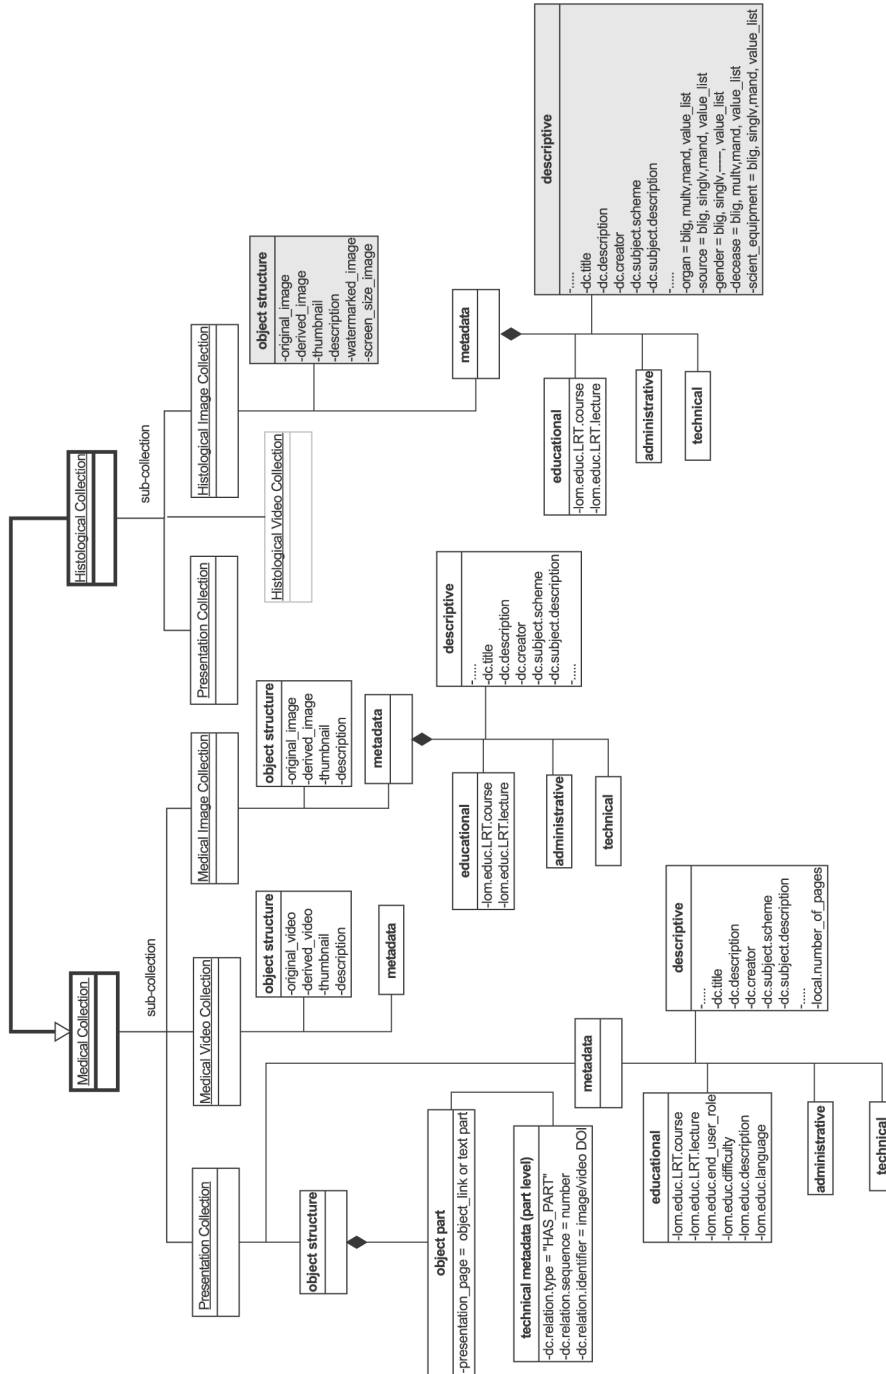 Medical Collection
Histological Collection
sub-collection
sub-collection
Presentation Collection
Medical Video Collection
Medical Image Collection
Presentation Collection
Histological Video Collection
Histological Image Collection
object structure
object part
-presentation_page = object_link or text part
technical metadata (part level)
-dc.relation.type = "HAS_PART"
-dc.relation.sequence = number
-dc.relation.identifier = image/video DOI
metadata
educational
-lom.educ.LRT.course
-lom.educ.LRT.lecture
-lom.educ.end_user_role
-lom.educ.difficulty
-lom.educ.description
-lom.educ.language
administrative
technical
descriptive
-.....
-dc.title
-dc.description
-dc.creator
-dc.subject.scheme
-dc.subject.description
-.....
-local.number_of_pages
object structure
-original_video
-derived_video
-thumbnail
-description
metadata
object structure
-original_image
-derived_image
-thumbnail
-description
metadata
educational
-lom.educ.LRT.course
-lom.educ.LRT.lecture
administrative
technical
descriptive
-.....
-dc.title
-dc.description
-dc.creator
-dc.subject.scheme
-dc.subject.description
-.....
object structure
-original_image
-derived_image
-thumbnail
-description
-watermarked_image
-screen_size_image
metadata
educational
-lom.educ.LRT.course
-lom.educ.LRT.lecture
administrative
technical
descriptive
-.....
-dc.title
-dc.description
-dc.creator
-dc.subject.scheme
-dc.subject.description
-.....
-organ = blig, multv,mand, value_list
-source = blig, singlv,mand, value_list
-gender = blig, singlv,----, value_list
-decease = blig, multv,mand, value_list
-scient_equipment = blig, singlv,mand, value_list